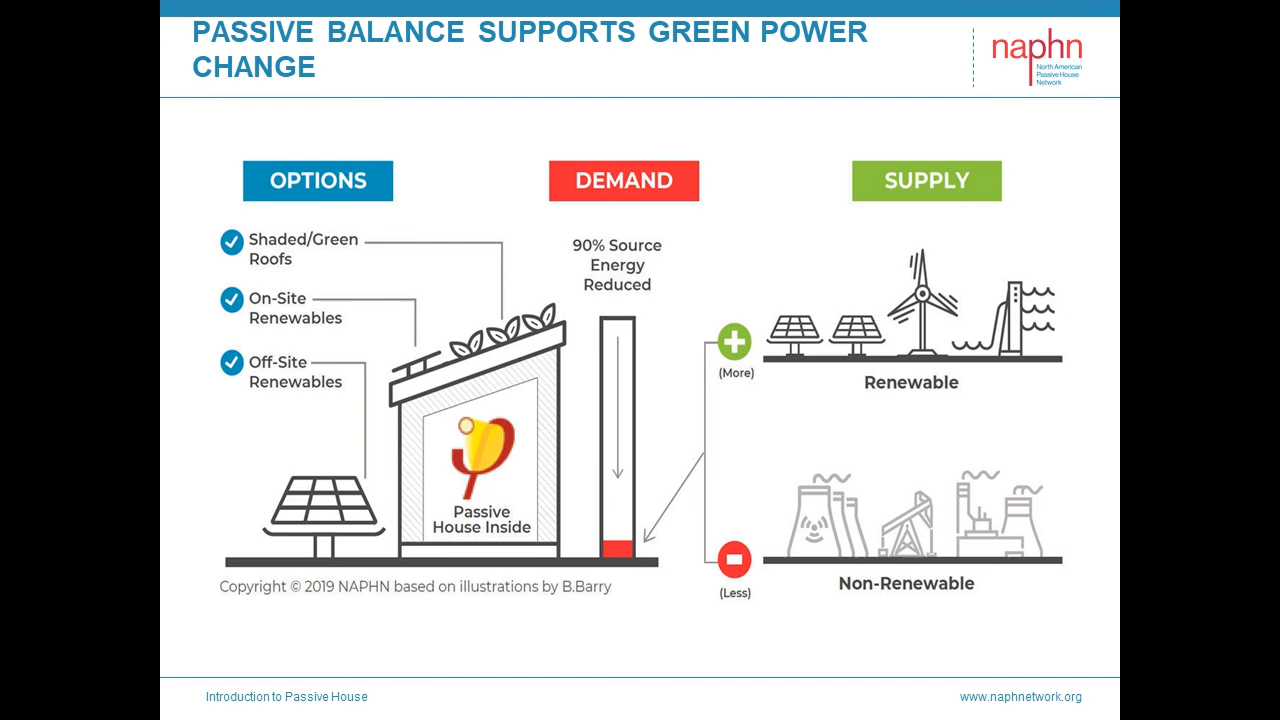 PASSIVE BALANCE SUPPORTS GREEN POWER
CHANGE
naphn
North American
Passive House
Network
OPTIONS
DEMAND
SUPPLY
Shaded/Green
Roofs
On-Site
Renewables
Off-Site
Renewables
90% Source
Energy
Reduced
Passive
House Inside
(More)
Renewable
(Less)
Non-Renewable
Copyright © 2019 NAPHN based on illustrations by B.Barry
Introduction to Passive House
www.naphnetwork.org